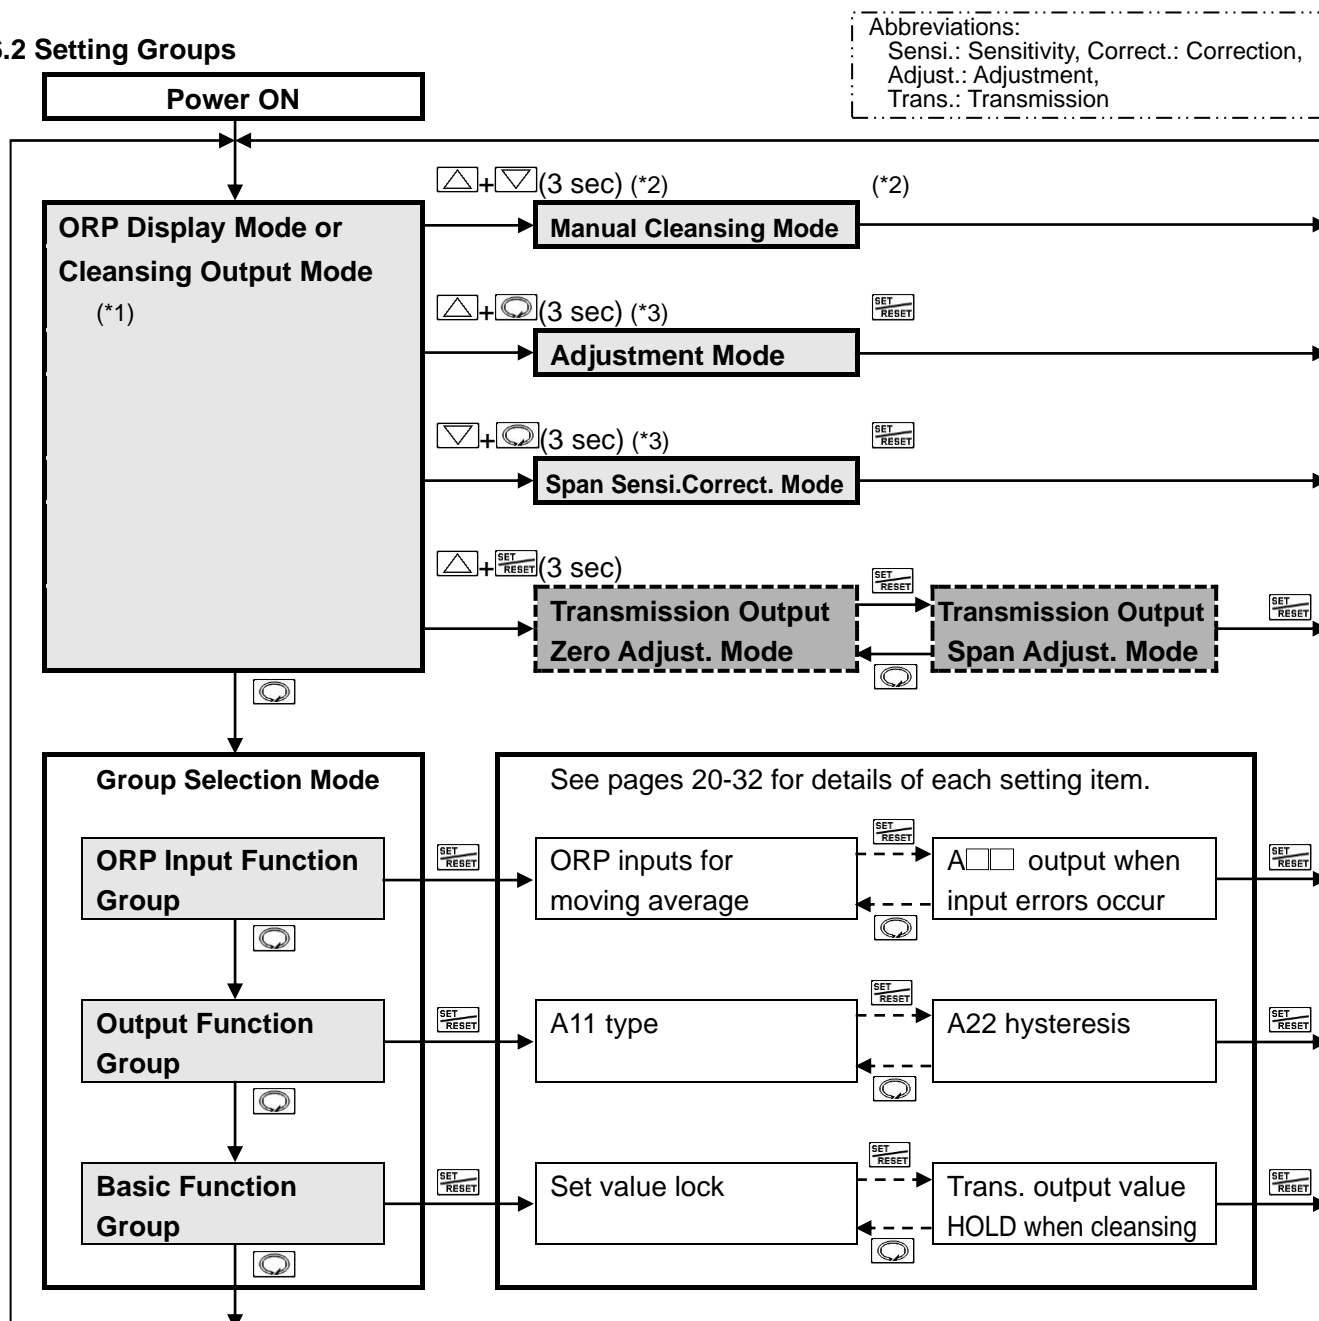 6.2 Setting Groups
Abbreviations:
Sensi.: Sensitivity, Correct.: Correction,
Adjust.: Adjustment,
Trans.: Transmission
Power ON
△+▽(3 sec) (*2)
(*2)
ORP Display Mode or
Cleansing Output Mode
(*1)
Manual Cleansing Mode
△+(3 sec) (*3)
SET
RESET
Adjustment Mode
▽+(3 sec) (*3)
SET
RESET
Span Sensi.Correct. Mode
△+SET RESET(3 sec)
SET
RESET
Transmission Output
Zero Adjust. Mode
Transmission Output
Span Adjust. Mode
SET
RESET
Group Selection Mode
See pages 20-32 for details of each setting item.
ORP Input Function
Group
SET
RESET
ORP inputs for
moving average
SET
RESET
A□□ output when
input errors occur
SET
RESET
Output Function
Group
SET
RESET
A11 type
SET
RESET
A22 hysteresis
SET
RESET
Basic Function
Group
SET
RESET
Set value lock
SET
RESET
Trans. output value
HOLD when cleansing
SET
RESET